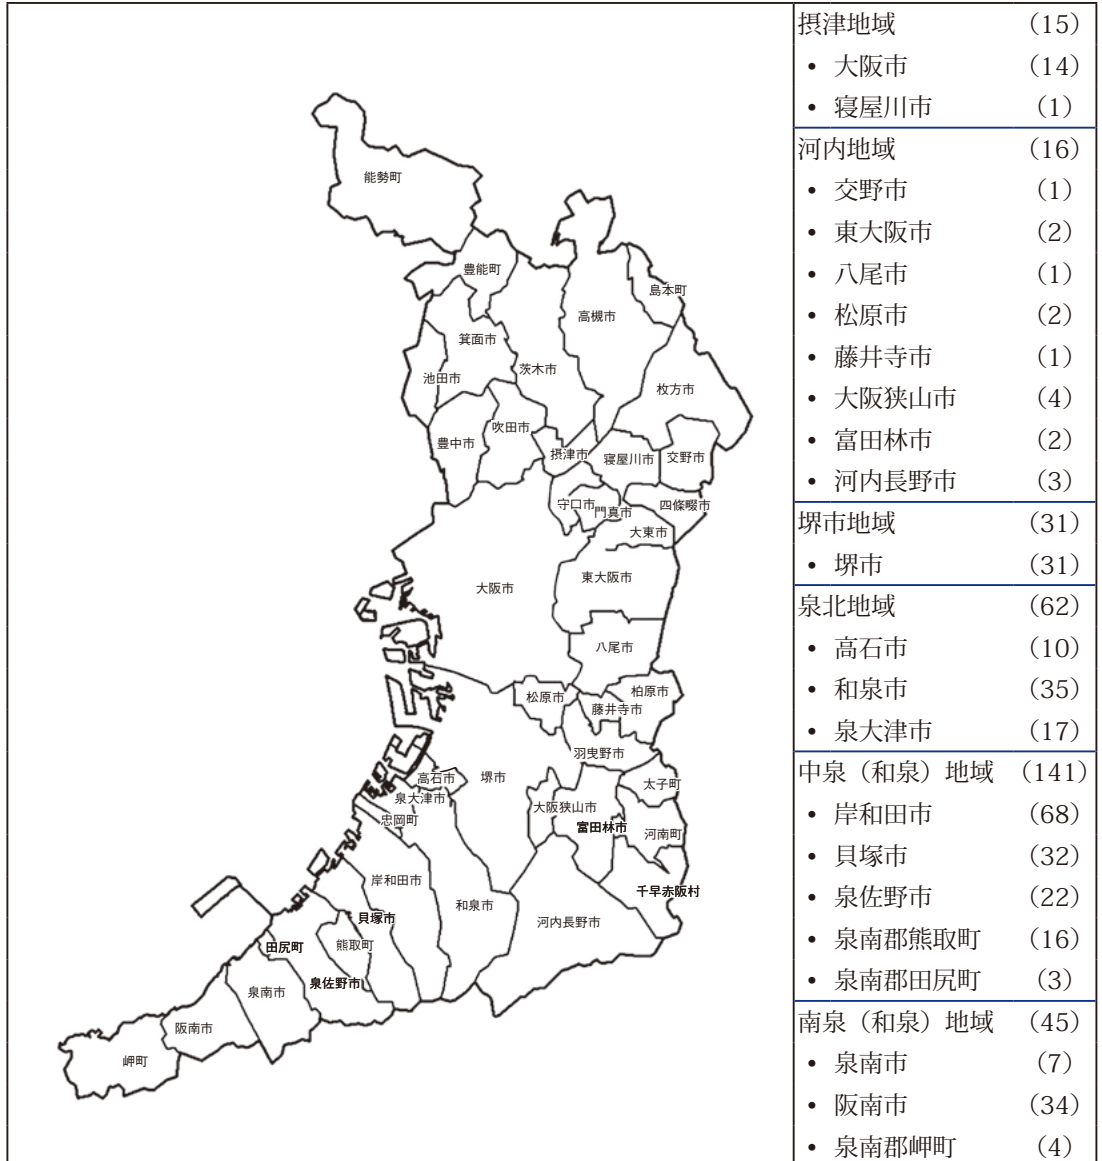 能勢町
豊能町
島本町
高槻市
箕面市
茨木市
池田市
枚方市
吹田市
豊中市
摂津市
寝屋川市
交野市
守口市
門真市
四條畷市
大東市
東大阪市
大阪市
八尾市
松原市
柏原市
藤井寺市
羽曳野市
高石市
堺市
太子町
泉大津市
大阪狭山市
忠岡町
富田林市
河南町
岸和田市
千早赤阪村
和泉市
貝塚市
河内長野市
田尻町
熊取町
泉佐野市
泉南市
阪南市
岬町
摂津地域 (15)
• 大阪市 (14)
• 寝屋川市 (1)
河内地域 (16)
• 交野市 (1)
• 東大阪市 (2)
• 八尾市 (1)
• 松原市 (2)
• 藤井寺市 (1)
• 大阪狭山市 (4)
• 富田林市 (2)
• 河内長野市 (3)
堺市地域 (31)
• 堺市 (31)
泉北地域 (62)
• 高石市 (10)
• 和泉市 (35)
• 泉大津市 (17)
中泉（和泉）地域 (141)
• 岸和田市 (68)
• 貝塚市 (32)
• 泉佐野市 (22)
• 泉南郡熊取町 (16)
• 泉南郡田尻町 (3)
南泉（和泉）地域 (45)
• 泉南市 (7)
• 阪南市 (34)
• 泉南郡岬町 (4)